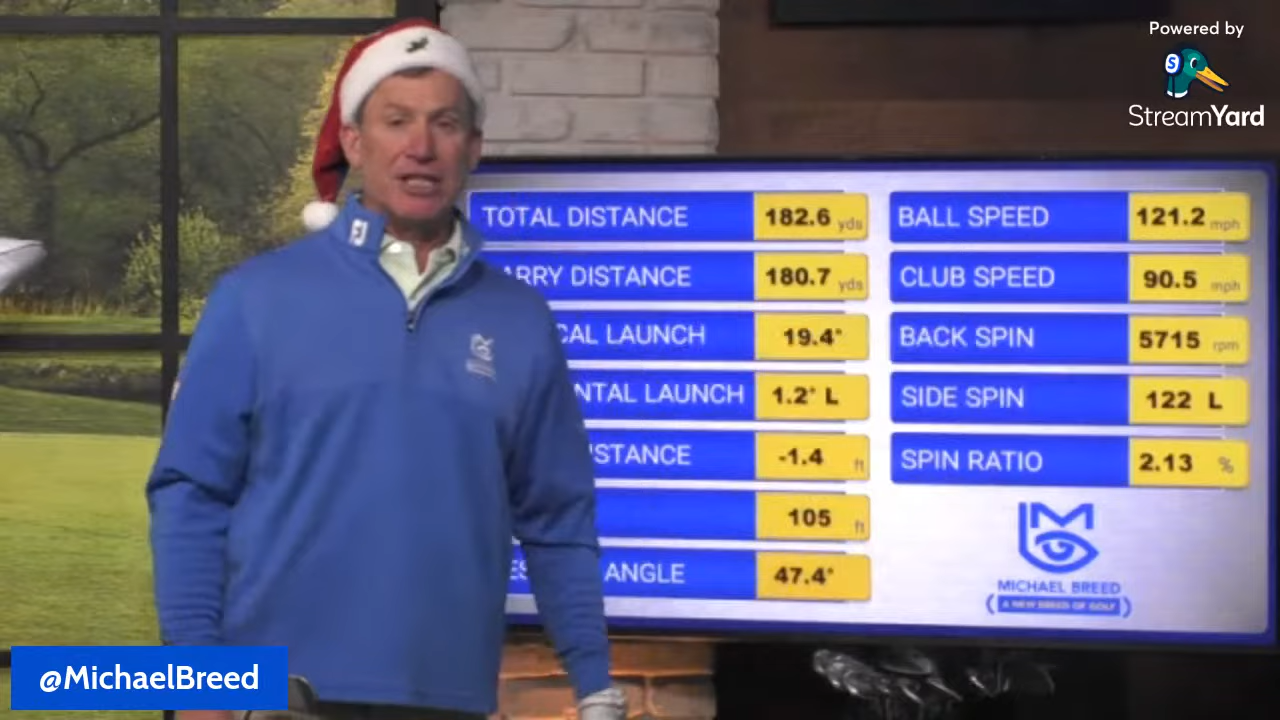 Powered by
StreamYard
TOTAL DISTANCE 182.6 yds
ARRY DISTANCE 180.7 yds
CAL LAUNCH 19.4°
NTAL LAUNCH 1.2° L
ISTANCE -1.4 ft
105 ft
ES ANGLE 47.4°
BALL SPEED 121.2 mph
CLUB SPEED 90.5 mph
BACK SPIN 5715 rpm
SIDE SPIN 122 L
SPIN RATIO 2.13 %
MICHAEL BREED
A NEW BREED OF GOLF
@MichaelBreed